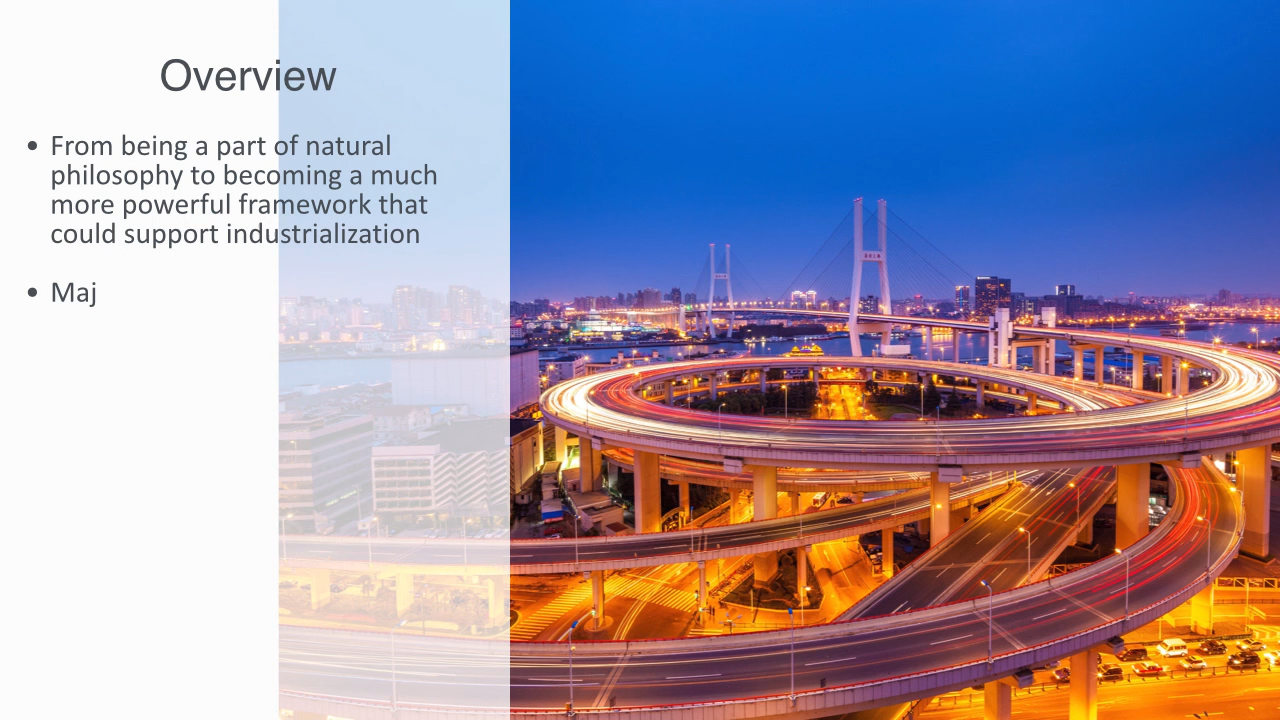 Overview
• From being a part of natural
philosophy to becoming a much
more powerful framework that
could support industrialization
• Maj